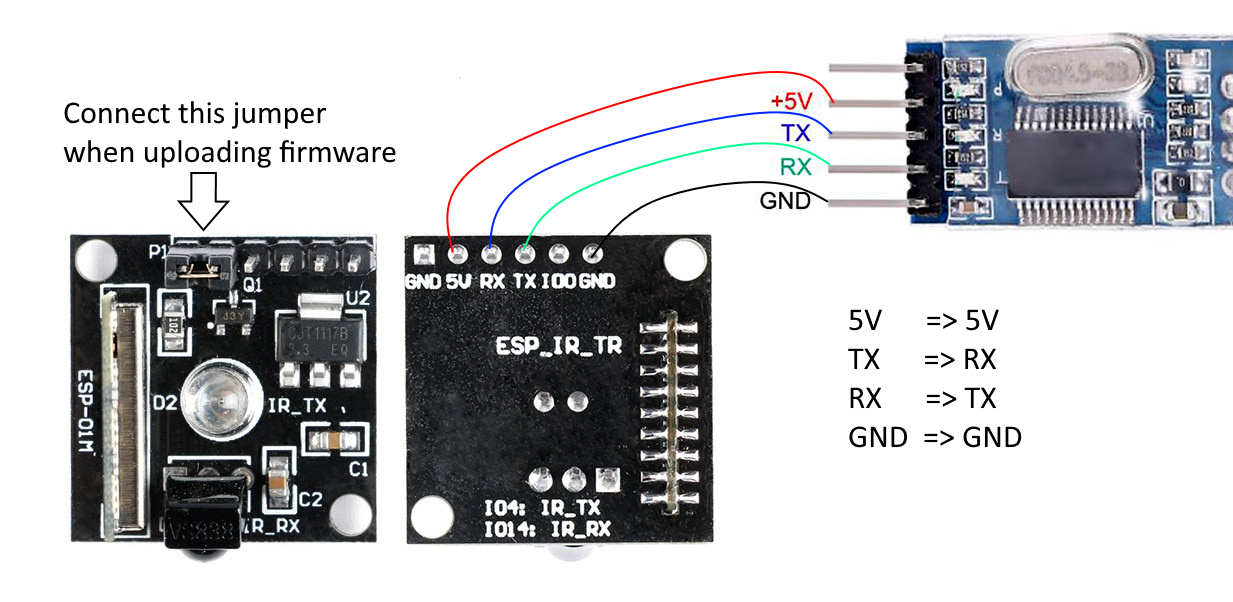 Connect this jumper
when uploading firmware
+5V
TX
RX
GND
P1
Q1
33Y
U2
CJT1117B
3.3 EQ
102
ESP-01M
D2
IR_TX
C1
C2
IR_RX
GND 5V RX TX IO0 GND
ESP_IR_TR
IO4: IR_TX
IO14: IR_RX
P
R
T
5V => 5V
TX => RX
RX => TX
GND => GND